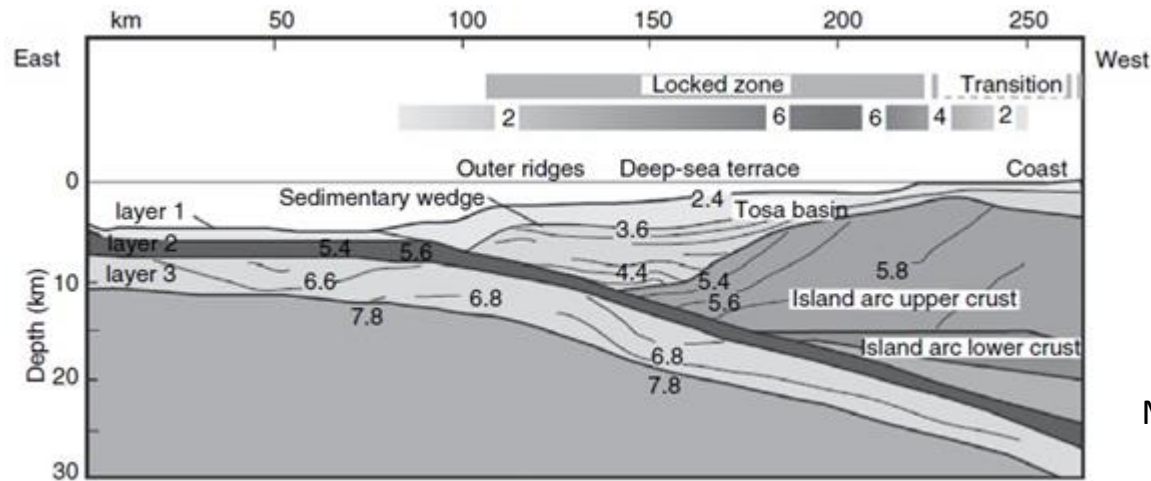 km 50 100 150 200 250
East West
Locked zone Transition
2 6 6 4 2
Outer ridges Deep-sea terrace Coast
0
Sedimentary wedge 2.4
layer 1 Tosa basin
3.6
layer 2 5.4 5.6
layer 3 6.6 4.4 5.4 5.8
10 6.8 5.6 Island arc upper crust
7.8
6.8 Island arc lower crust
20 7.8
30
Depth (km)
N